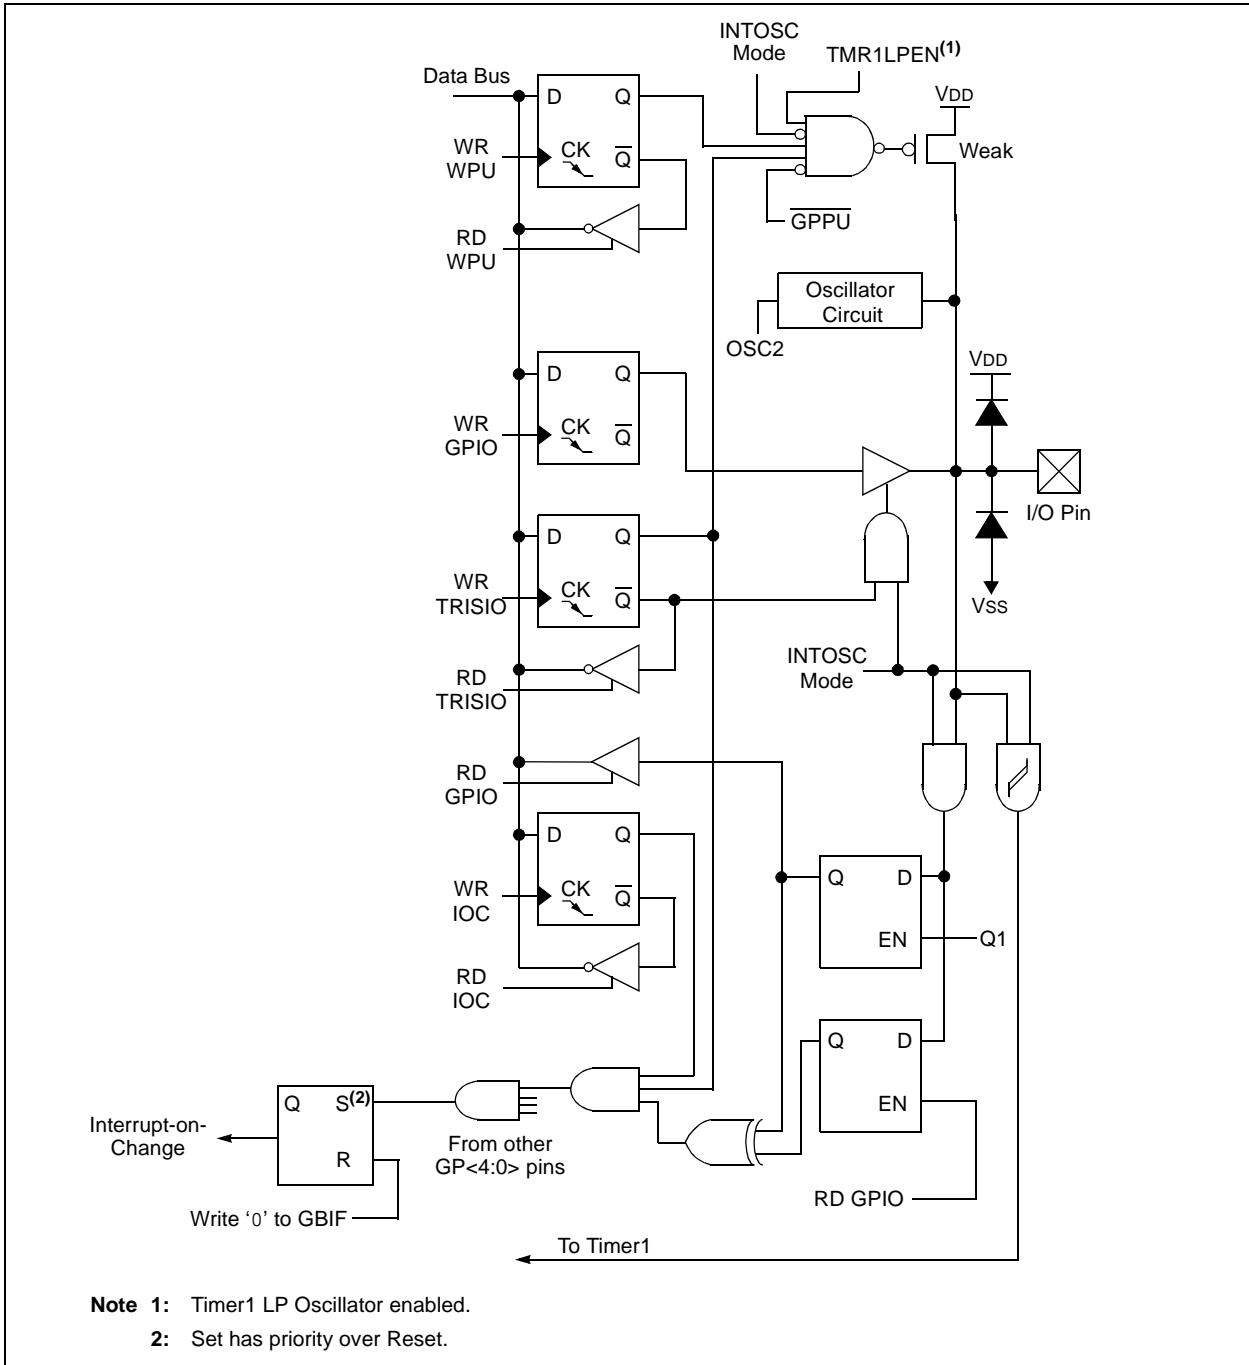 INTOSC
Mode
TMR1LPEN(1)
Data Bus
VDD
D Q
WR
WPU
CK
Q
Weak
RD
WPU
GPPU
Oscillator
Circuit
OSC2
VDD
D Q
WR
GPIO
CK
Q
I/O Pin
D Q
WR
TRISIO
CK
Q
VSS
RD
TRISIO
INTOSC
Mode
RD
GPIO
D Q
WR
IOC
CK
Q
Q D
EN
Q1
RD
IOC
Q D
EN
Q S(2)
R
Interrupt-on-
Change
From other
GP<4:0> pins
RD GPIO
Write ‘0’ to GBIF
To Timer1
Note 1: Timer1 LP Oscillator enabled.
2: Set has priority over Reset.